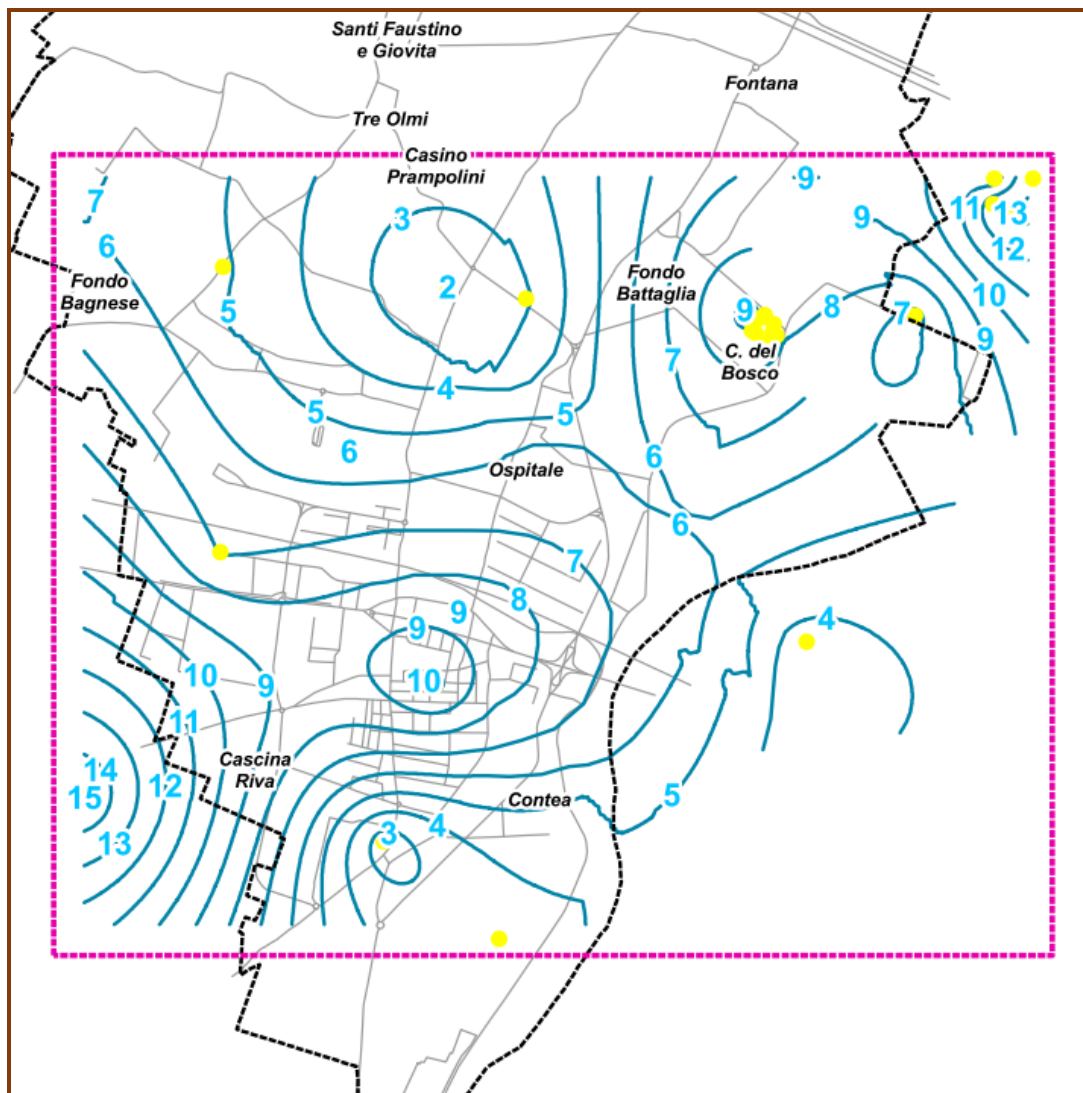 Santi Faustino
e Giovita
Fontana
Tre Olmi
Casino
Prampolini
9
7
11
13
3
9
6
12
Fondo
Bagnese
Fondo
Battaglia
2
10
5
9
8
7
9
C. del
Bosco
7
4
5
5
6
6
Ospitale
6
7
8
9
9
4
10
9
10
11
Cascina
Riva
14
15
12
Contea
5
4
3
13